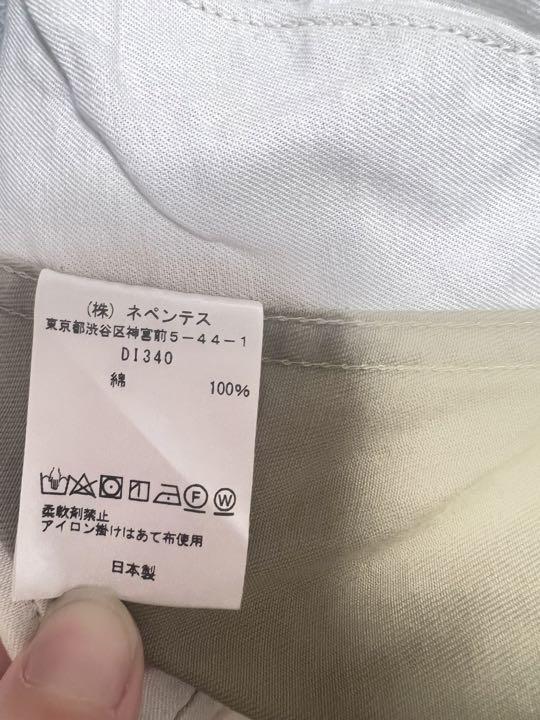 (株) ネペンテス
東京都渋谷区神宮前5-44-1
DI340
綿 100%
F W
柔軟剤禁止
アイロン掛けはあて布使用
日本製